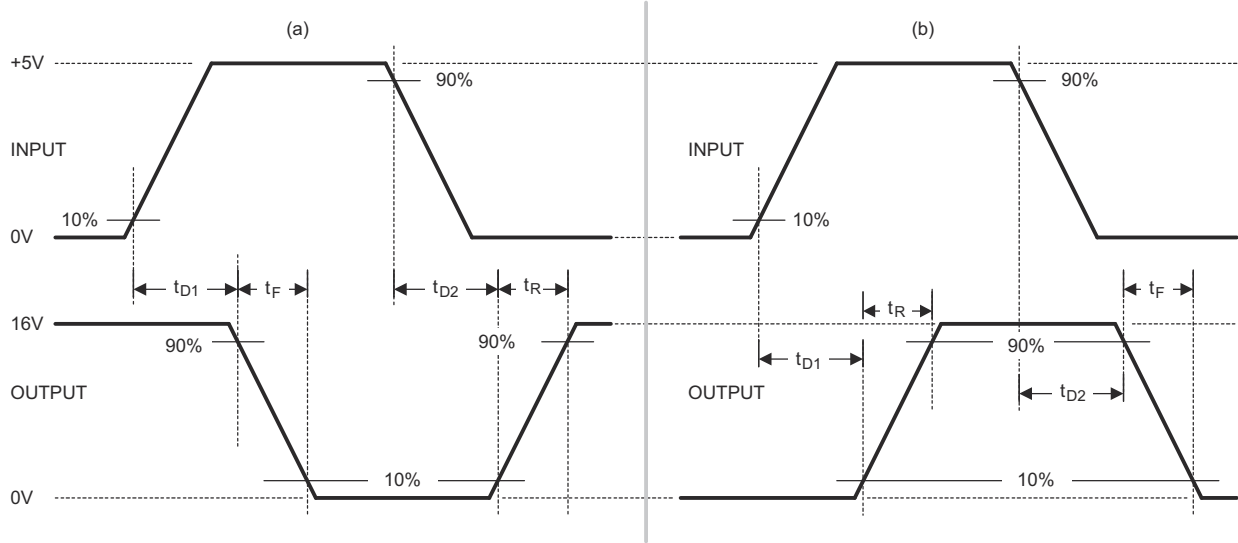 (a)
(b)
+5V
90%
90%
INPUT
INPUT
10%
10%
0V
tD1
tF
tD2
tR
tR
tF
16V
90%
90%
90%
tD1
tD2
OUTPUT
OUTPUT
10%
10%
0V